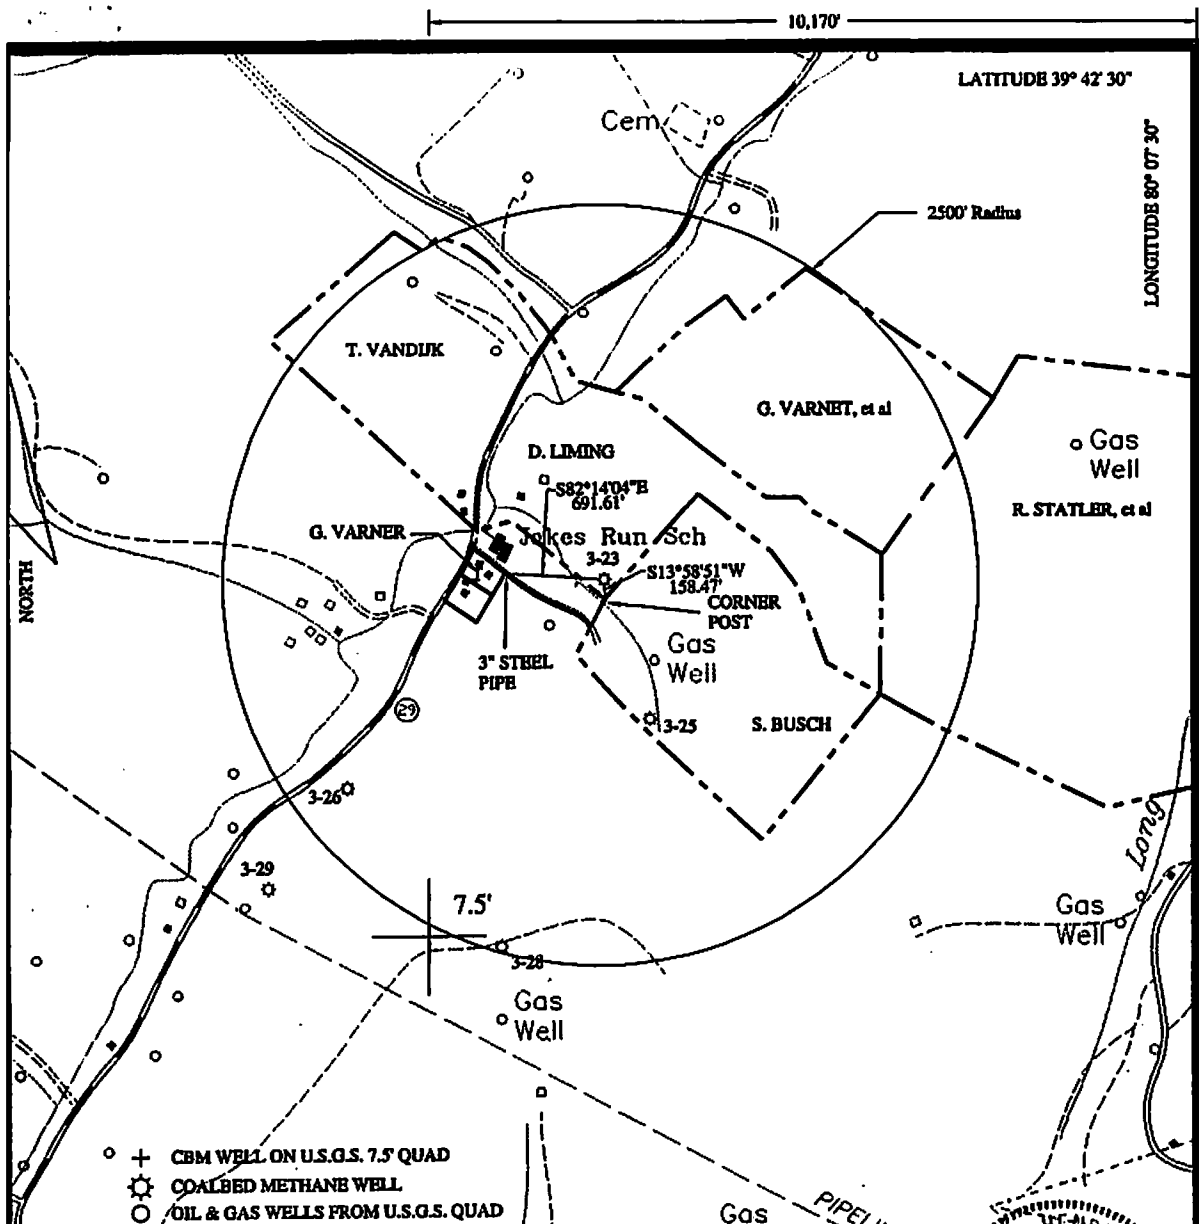 10,170'
LATITUDE 39° 42' 30"
LONGITUDE 80° 07' 30"
Cem
2500' Radius
T. VANDIJK
G. VARNET, et al
Gas
Well
R. STATLER, et al
D. LIMING
S82°14'04"E
691.61'
G. VARNER
Jakes Run Sch
3-23
S13°58'51"W
158.47'
CORNER
POST
NORTH
Gas
Well
3" STEEL
PIPE
29
3-25
S. BUSCH
3-26
3-29
Long
7.5'
Gas
Well
3-28
Gas
Well
CBM WELL ON U.S.G.S. 7.5' QUAD
COALBED METHANE WELL
OIL & GAS WELLS FROM U.S.G.S. QUAD
Gas